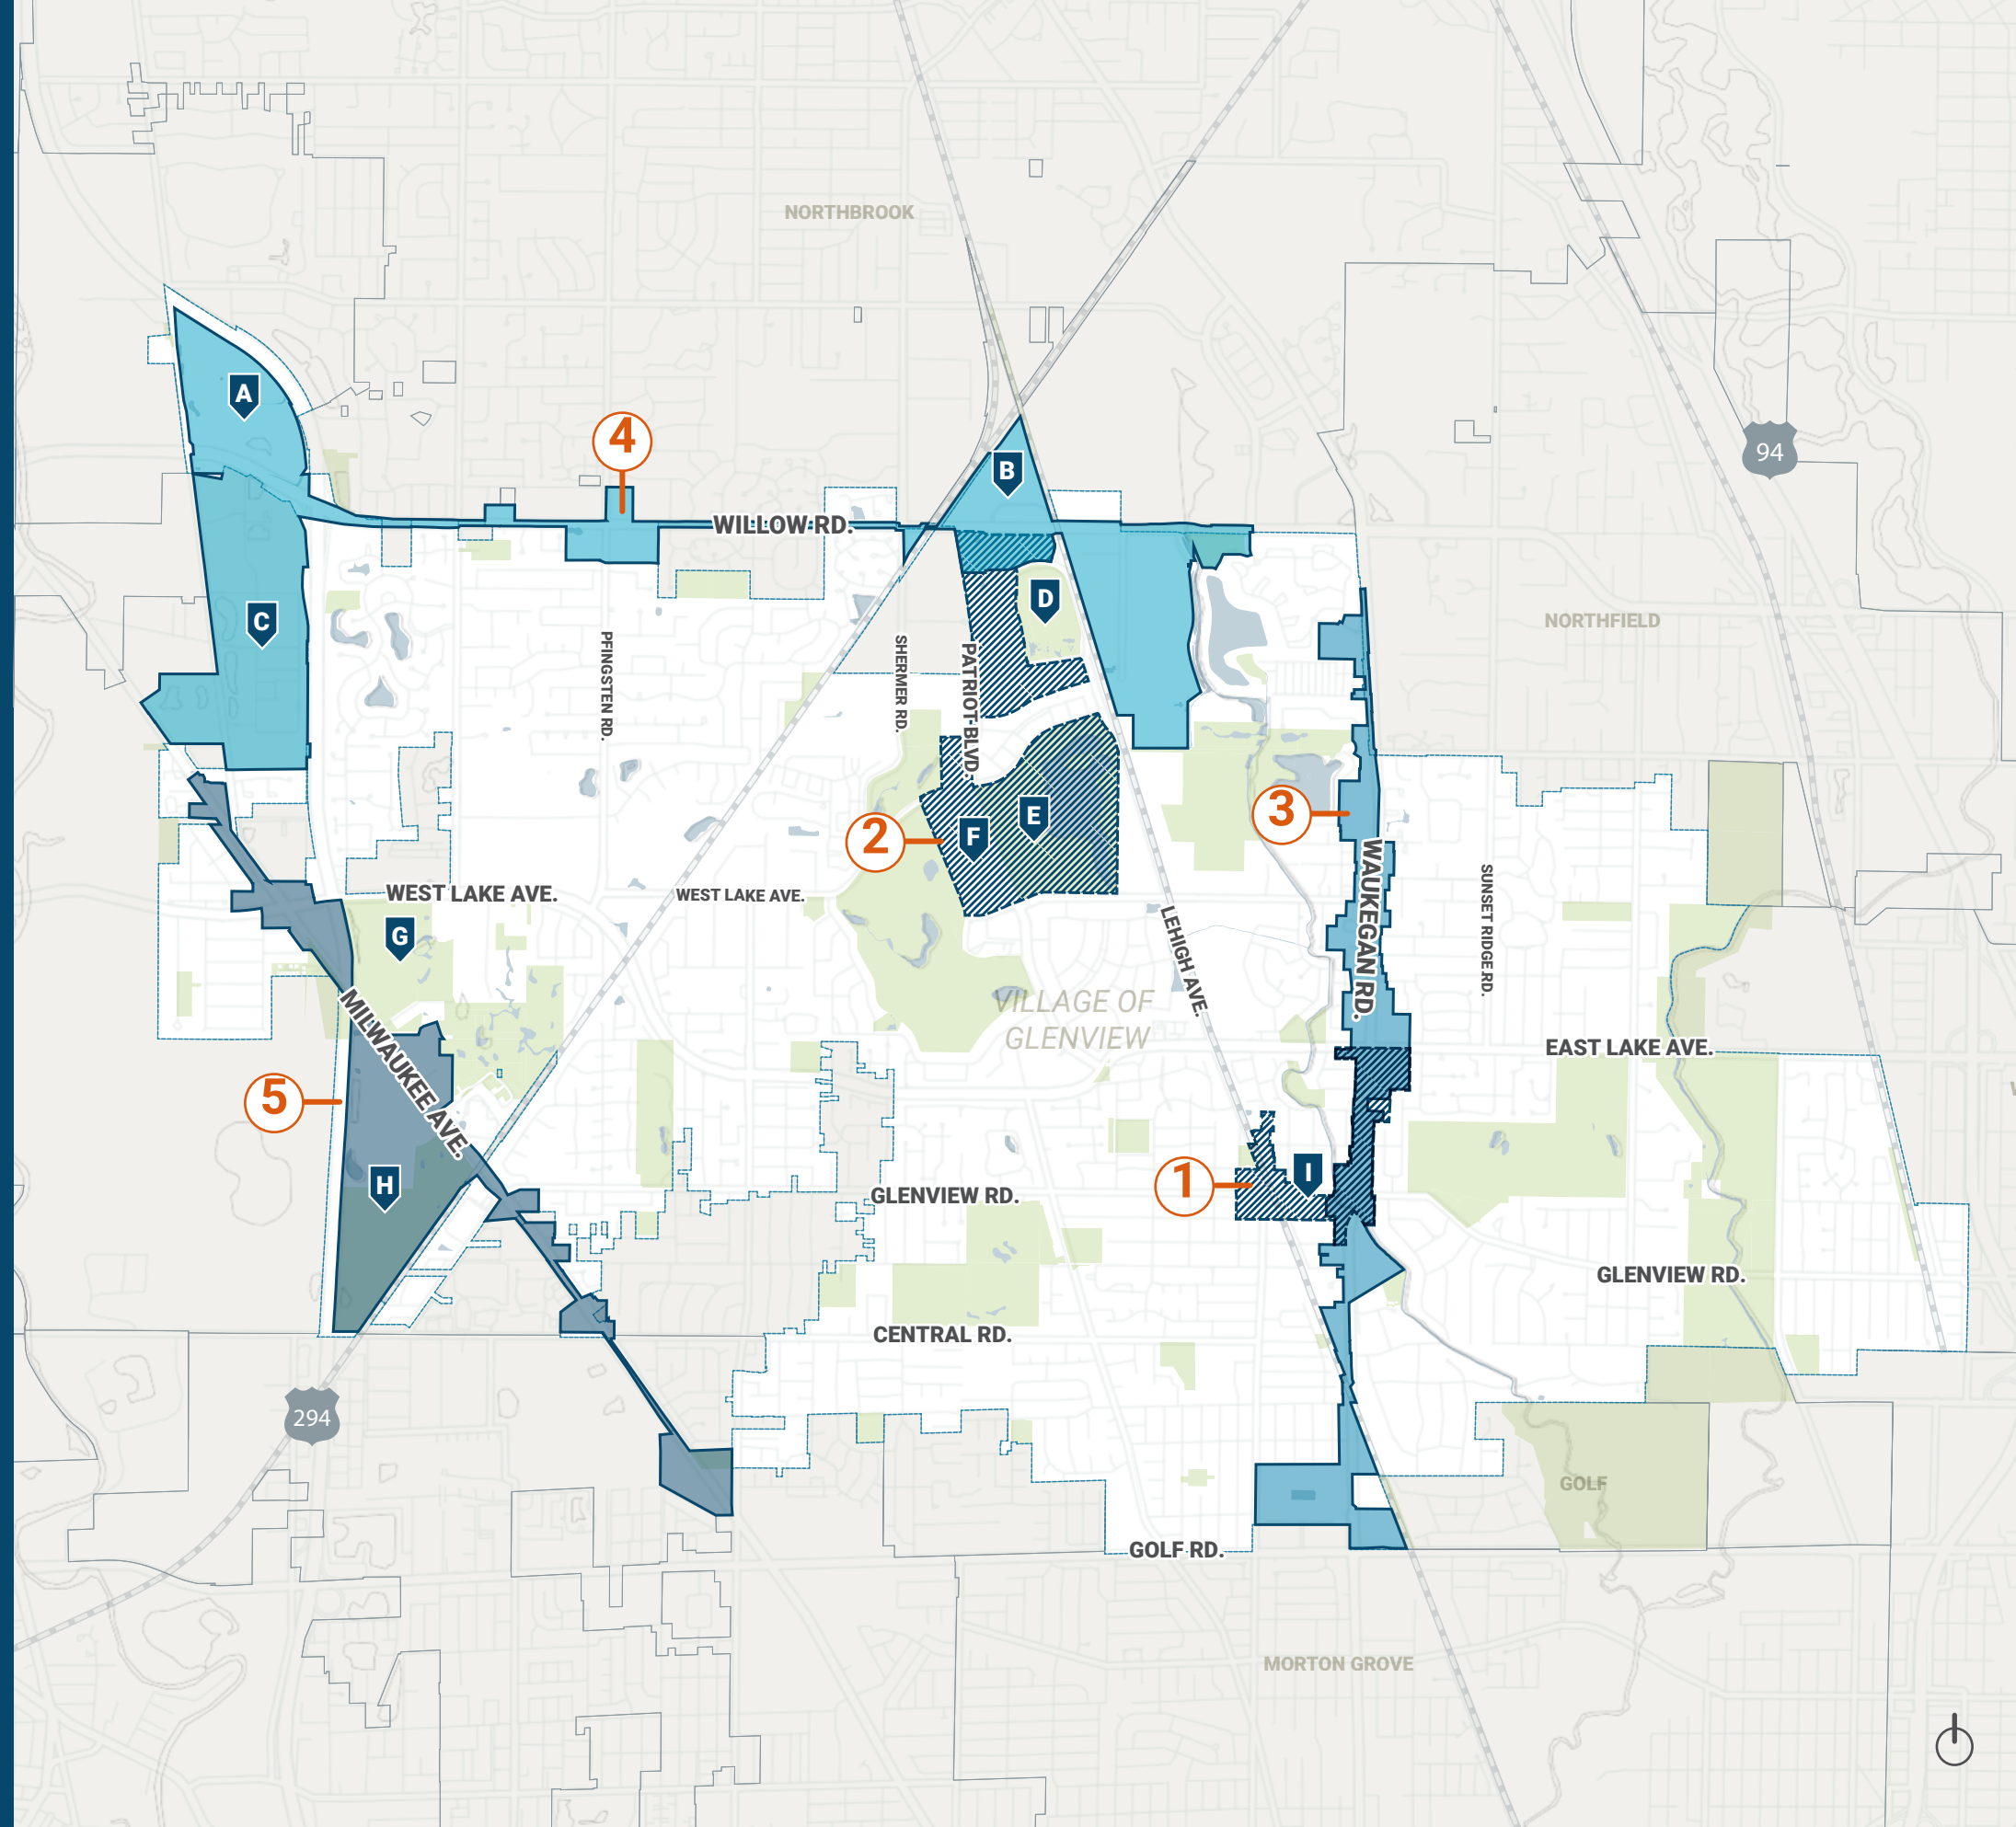 NORTHBROOK
A
4
B
94
WILLOW RD.
D
C
NORTHFIELD
PFINGSTEN RD.
SHERMER RD.
PATRIOT BLVD.
2
F
E
3
WAUKEGAN RD.
SUNSET RIDGE RD.
WEST LAKE AVE.
WEST LAKE AVE.
G
LEHIGH AVE.
VILLAGE OF
GLENVIEW
MILWAUKEE AVE.
EAST LAKE AVE.
5
H
1
I
GLENVIEW RD.
GLENVIEW RD.
CENTRAL RD.
294
GOLF
GOLF RD.
MORTON GROVE